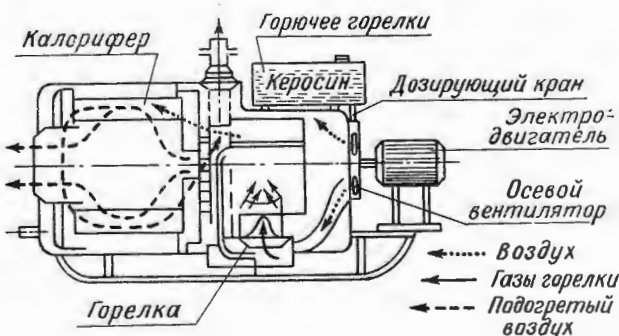 Калорифер
Горючее горелки
Керосин
Дозирующий кран
Электро-
двигатель
Осевой
вентилятор
Воздух
Газы горелки
Подогретый
воздух
Горелка